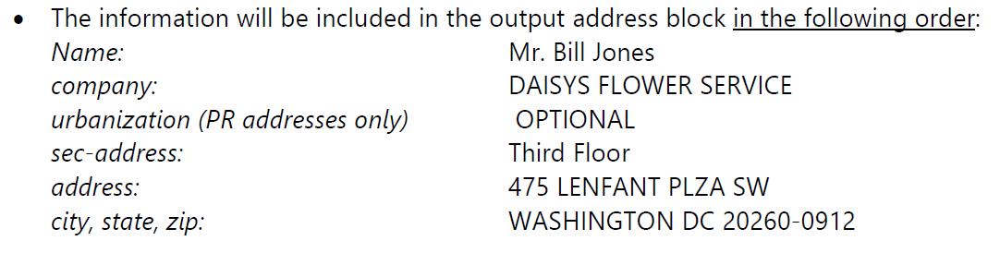 • The information will be included in the output address block in the following order:
Name: Mr. Bill Jones
company: DAISYS FLOWER SERVICE
urbanization (PR addresses only) OPTIONAL
sec-address: Third Floor
address: 475 LENFANT PLZA SW
city, state, zip: WASHINGTON DC 20260-0912